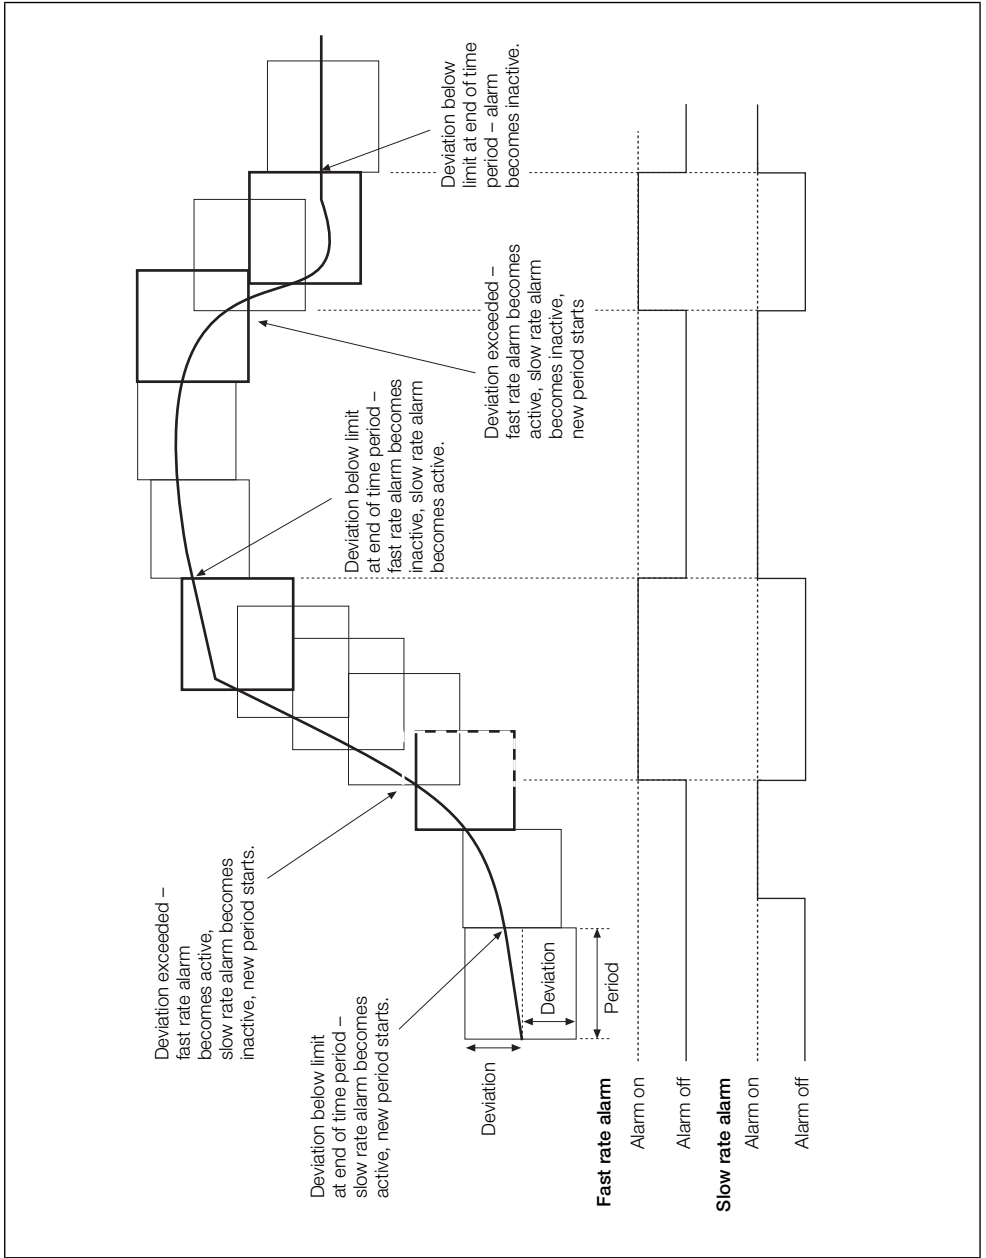 Deviation exceeded –
fast rate alarm
becomes active,
slow rate alarm becomes
inactive, new period starts.
Deviation below limit
at end of time period –
slow rate alarm becomes
active, new period starts.
Deviation below limit
at end of time period –
fast rate alarm becomes
inactive, slow rate alarm
becomes active.
Deviation exceeded –
fast rate alarm becomes
active, slow rate alarm
becomes inactive,
new period starts
Deviation below
limit at end of time
period – alarm
becomes inactive.
Deviation
Deviation
Period
Fast rate alarm
Alarm on
Alarm off
Slow rate alarm
Alarm on
Alarm off